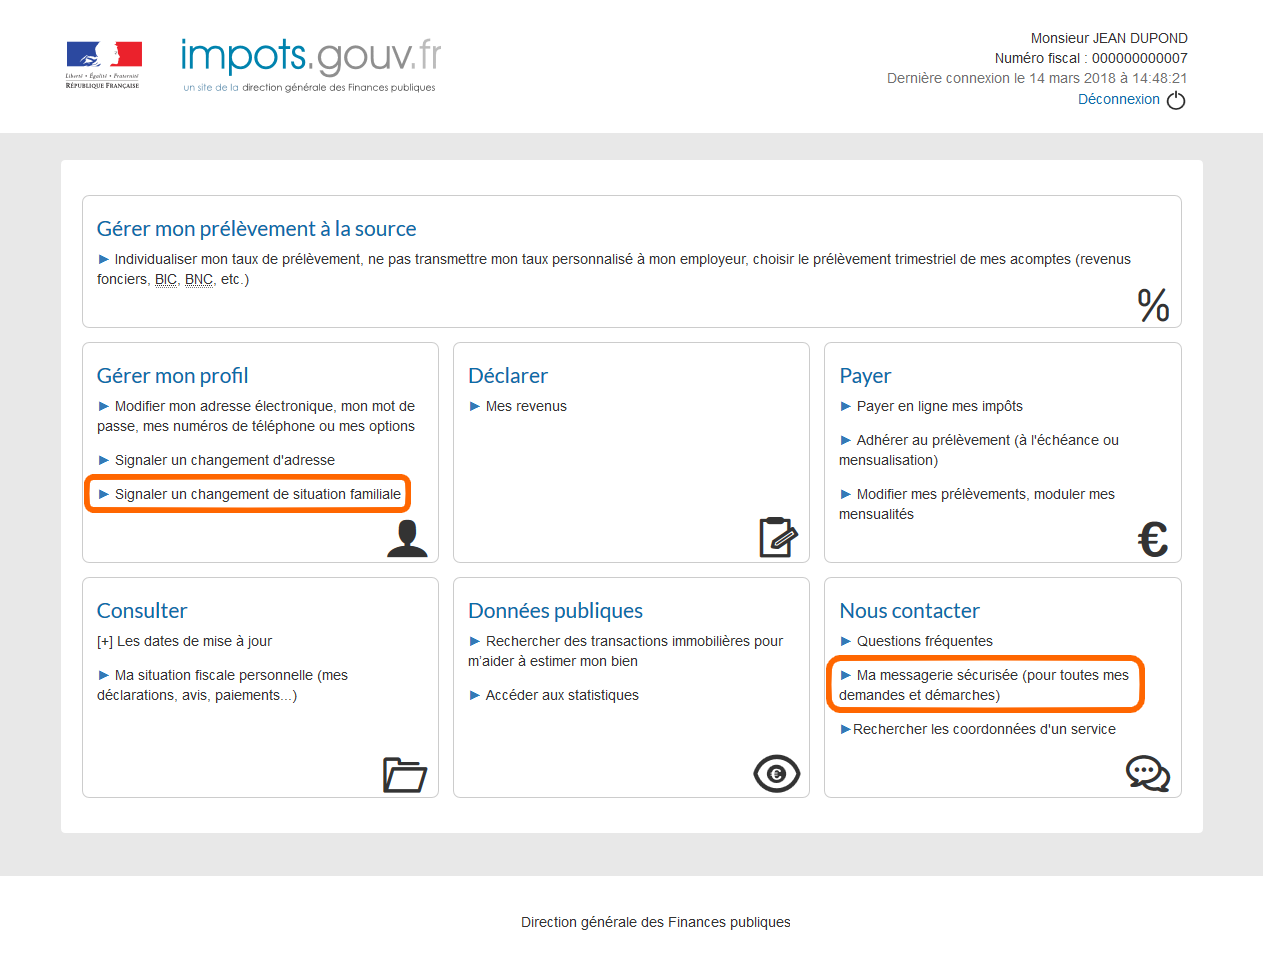 Liberté • Égalité • Fraternité
RÉPUBLIQUE FRANÇAISE
impots.gouv.fr
un site de la direction générale des Finances publiques
Monsieur JEAN DUPOND
Numéro fiscal : 000000000007
Dernière connexion le 14 mars 2018 à 14:48:21
Déconnexion
Gérer mon prélèvement à la source
► Individualiser mon taux de prélèvement, ne pas transmettre mon taux personnalisé à mon employeur, choisir le prélèvement trimestriel de mes acomptes (revenus
fonciers, BIC, BNC, etc.)
%
Gérer mon profil
► Modifier mon adresse électronique, mon mot de
passe, mes numéros de téléphone ou mes options
► Signaler un changement d'adresse
► Signaler un changement de situation familiale
Déclarer
► Mes revenus
Payer
► Payer en ligne mes impôts
► Adhérer au prélèvement (à l'échéance ou
mensualisation)
► Modifier mes prélèvements, moduler mes
mensualités
€
Consulter
[+] Les dates de mise à jour
► Ma situation fiscale personnelle (mes
déclarations, avis, paiements...)
Données publiques
► Rechercher des transactions immobilières pour
m'aider à estimer mon bien
► Accéder aux statistiques
€
Nous contacter
► Questions fréquentes
► Ma messagerie sécurisée (pour toutes mes
demandes et démarches)
►Rechercher les coordonnées d'un service
Direction générale des Finances publiques